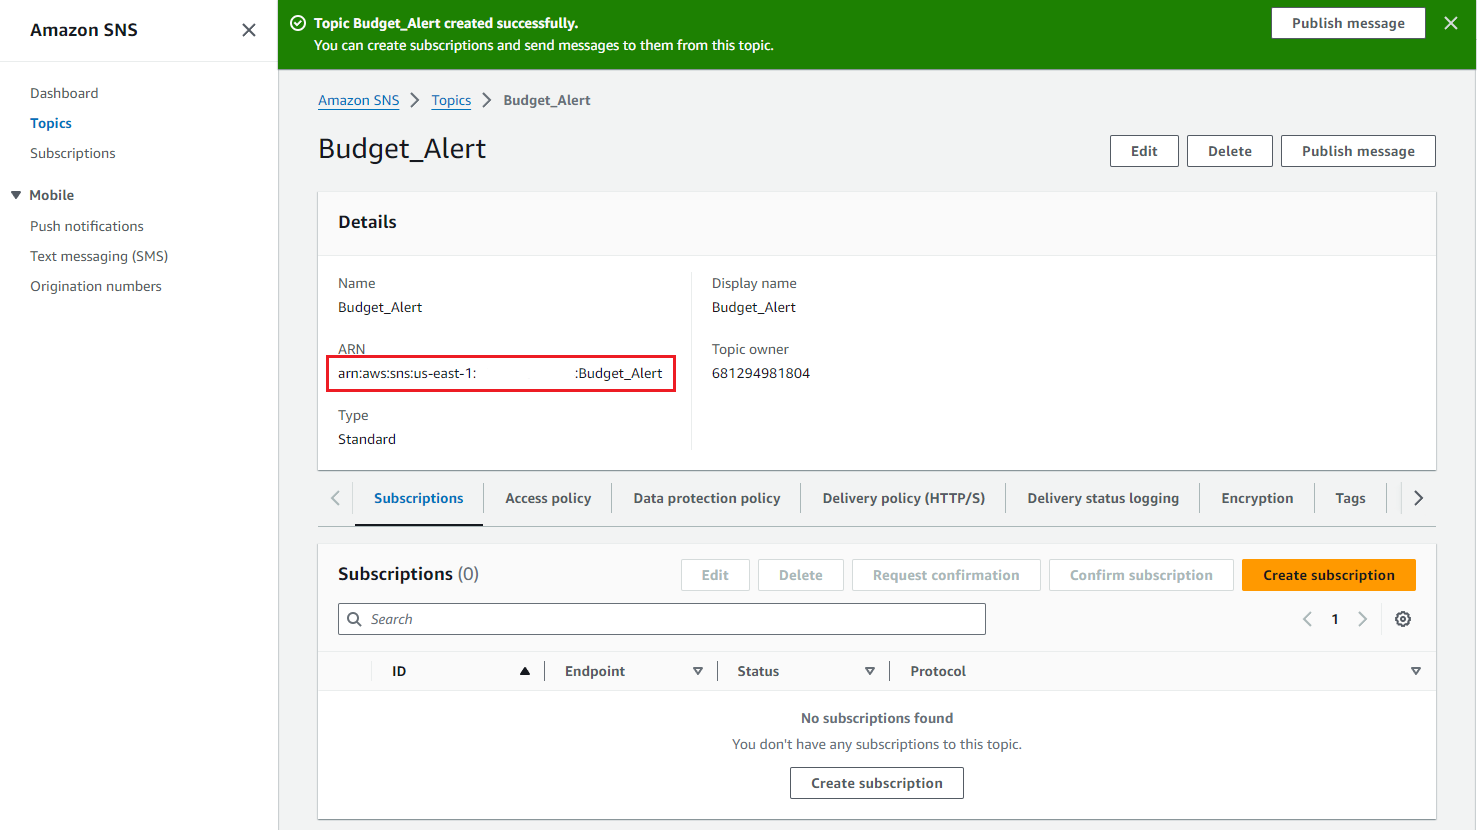 Amazon SNS
Topic Budget_Alert created successfully.
You can create subscriptions and send messages to them from this topic.
Publish message
Dashboard
Topics
Subscriptions
Mobile
Push notifications
Text messaging (SMS)
Origination numbers
Amazon SNS Topics Budget_Alert
Budget_Alert
Edit Delete Publish message
Details
Name
Budget_Alert
Display name
Budget_Alert
ARN
arn:aws:sns:us-east-1: :Budget_Alert
Topic owner
681294981804
Type
Standard
Subscriptions Access policy Data protection policy Delivery policy (HTTP/S) Delivery status logging Encryption Tags
Subscriptions (0)
Edit Delete Request confirmation Confirm subscription Create subscription
Search
1
ID Endpoint Status Protocol
No subscriptions found
You don't have any subscriptions to this topic.
Create subscription